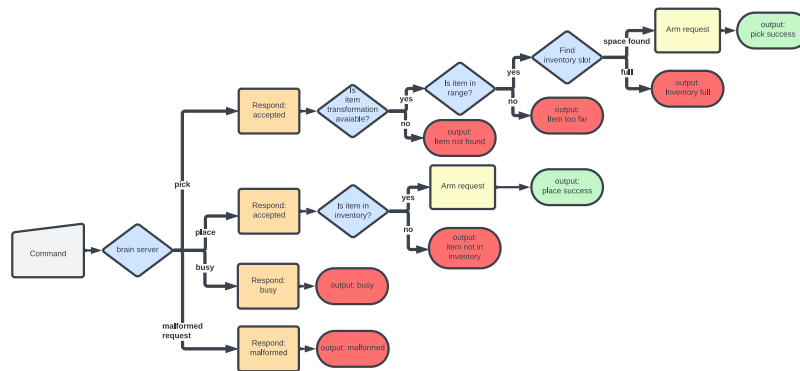 Command
brain server
pick
place
busy
malformed
request
Respond:
accepted
Is
item
transformation
avaiable?
yes
no
output:
Item not found
Is item in
range?
yes
no
output:
Item too far
Find
inventory slot
space found
full
Arm request
output:
pick success
output:
Inventory full
Respond:
accepted
Is item in
inventory?
yes
no
Arm request
output:
place success
output:
item not in
inventory
Respond:
busy
output: busy
Respond:
malformed
output: malformed